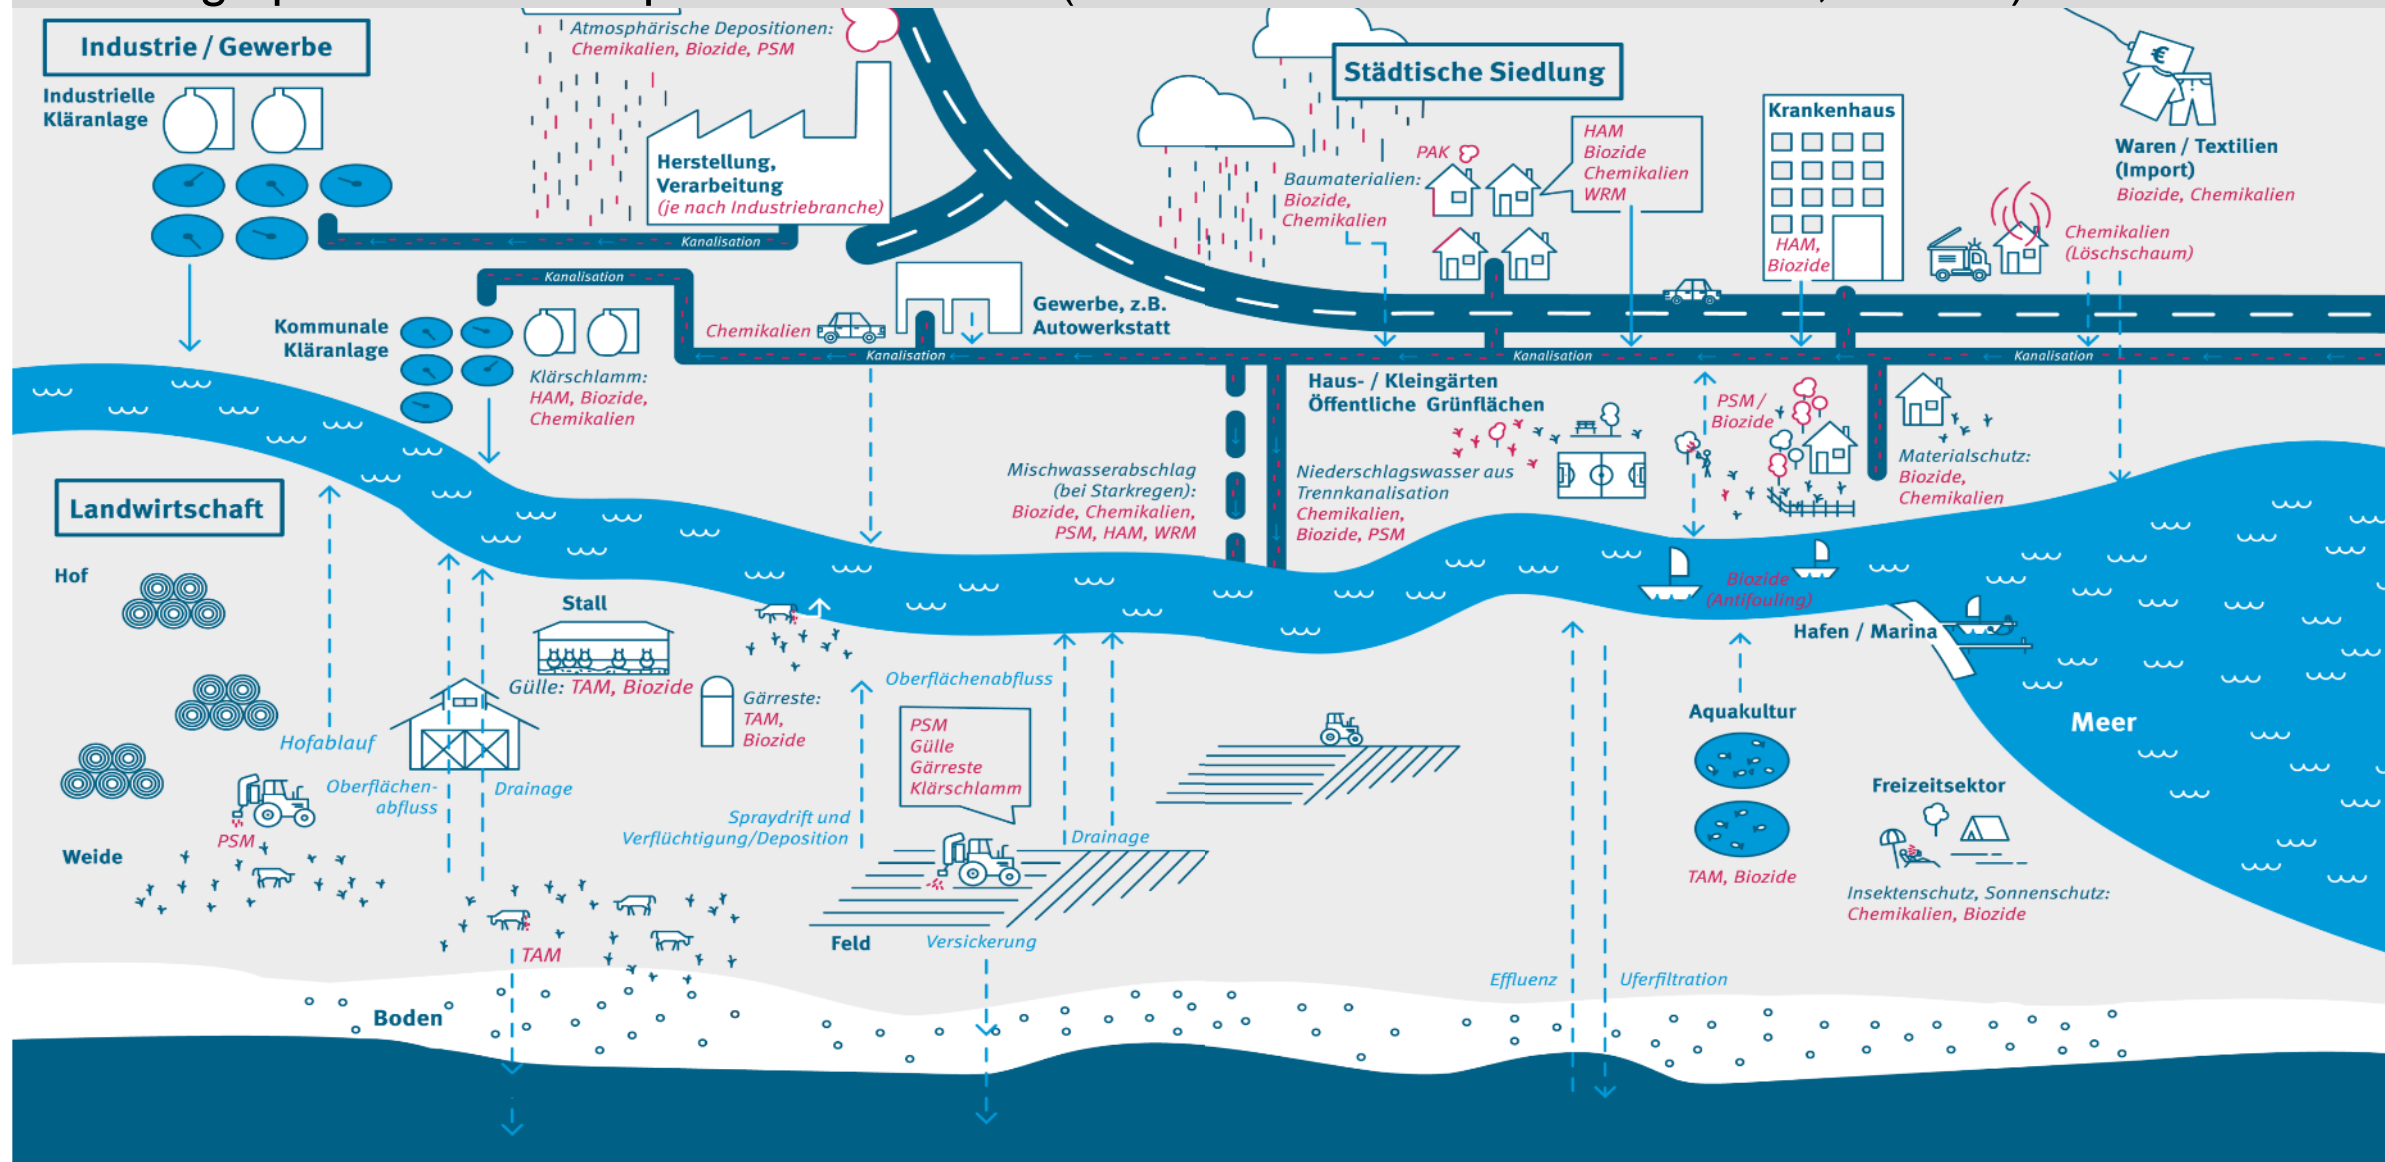 Industrie / Gewerbe
Industrielle
Kläranlage
Atmosphärische Depositionen:
Chemikalien, Biozide, PSM
Herstellung,
Verarbeitung
(je nach Industriebranche)
Kanalisation
Kanalisation
Kommunale
Kläranlage
Klärschlamm:
HAM, Biozide,
Chemikalien
Chemikalien
Gewerbe, z.B.
Autowerkstatt
Kanalisation
Städtische Siedlung
PAK
Baumaterialien:
Biozide,
Chemikalien
HAM
Biozide
Chemikalien
WRM
Krankenhaus
HAM,
Biozide
€
Waren / Textilien
(Import)
Biozide, Chemikalien
Chemikalien
(Löschschaum)
Kanalisation
Kanalisation
Haus- / Kleingärten
Öffentliche Grünflächen
PSM /
Biozide
Materialschutz:
Biozide,
Chemikalien
Mischwasserabschlag
(bei Starkregen):
Biozide, Chemikalien,
PSM, HAM, WRM
Niederschlagswasser aus
Trennkanalisation
Chemikalien,
Biozide, PSM
Landwirtschaft
Hof
Stall
Gülle: TAM, Biozide
Gärreste:
TAM,
Biozide
Hofablauf
Oberflächen-
abfluss
Drainage
PSM
Weide
TAM
Oberflächenabfluss
PSM
Gülle
Gärreste
Klärschlamm
Spraydrift und
Verflüchtigung/Deposition
Drainage
Feld
Versickerung
Biozide
(Antifouling)
Hafen / Marina
Meer
Aquakultur
TAM, Biozide
Freizeitsektor
Insektenschutz, Sonnenschutz:
Chemikalien, Biozide
Effluenz
Uferfiltration
Boden